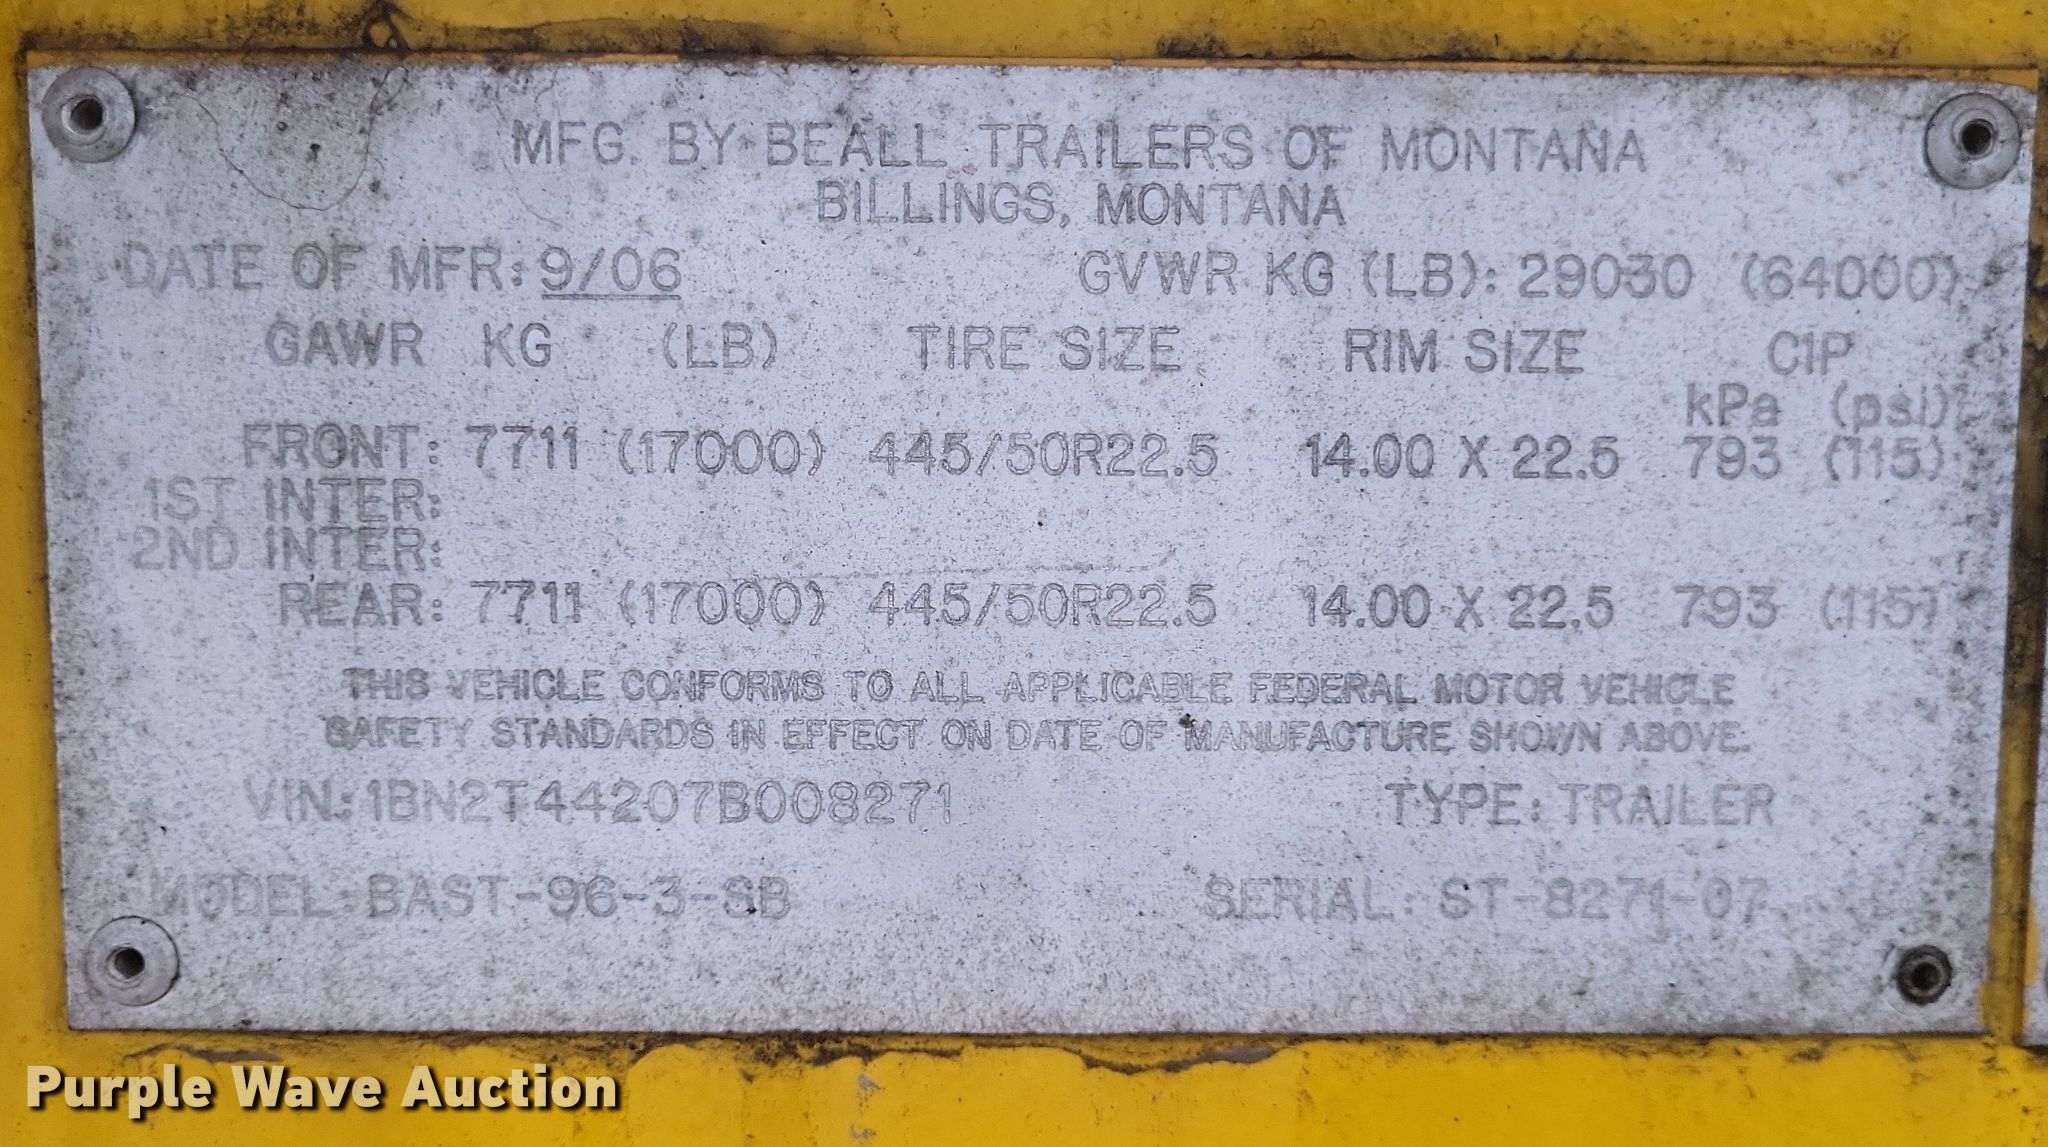 MFG. BY BEALL TRAILERS OF MONTANA
BILLINGS, MONTANA
DATE OF MFR: 9/06 GVWR KG (LB): 29030 (64000)
GAWR KG (LB) TIRE SIZE RIM SIZE CIP
kPa (psi)
FRONT: 7711 (17000) 445/50R22.5 14.00 X 22.5 793 (115)
1ST INTER:
2ND INTER:
REAR: 7711 (17000) 445/50R22.5 14.00 X 22.5 793 (115)
THIS VEHICLE CONFORMS TO ALL APPLICABLE FEDERAL MOTOR VEHICLE
SAFETY STANDARDS IN EFFECT ON DATE OF MANUFACTURE SHOWN ABOVE.
VIN: 1BN2T44207B008271 TYPE: TRAILER
MODEL: BAST-96-3-SB SERIAL: ST-8271-07
Purple Wave Auction